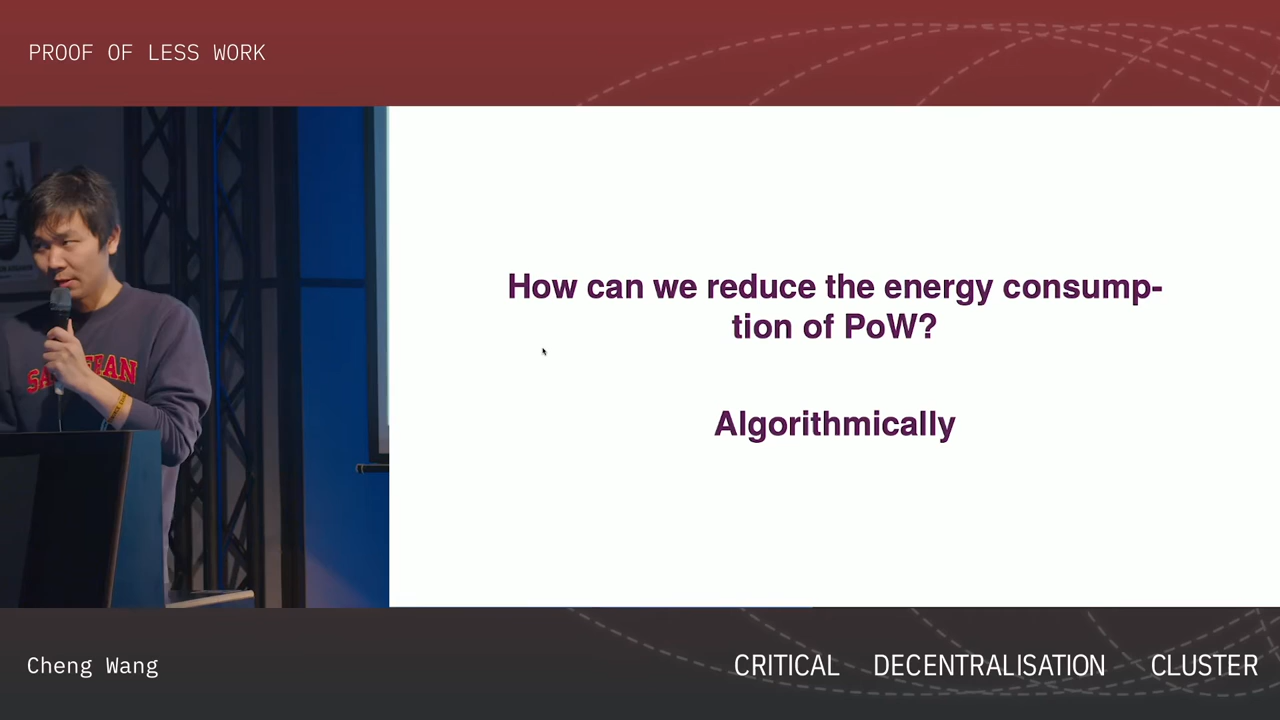 PROOF OF LESS WORK
How can we reduce the energy consump-
tion of PoW?
Algorithmically
Cheng Wang
CRITICAL DECENTRALISATION CLUSTER